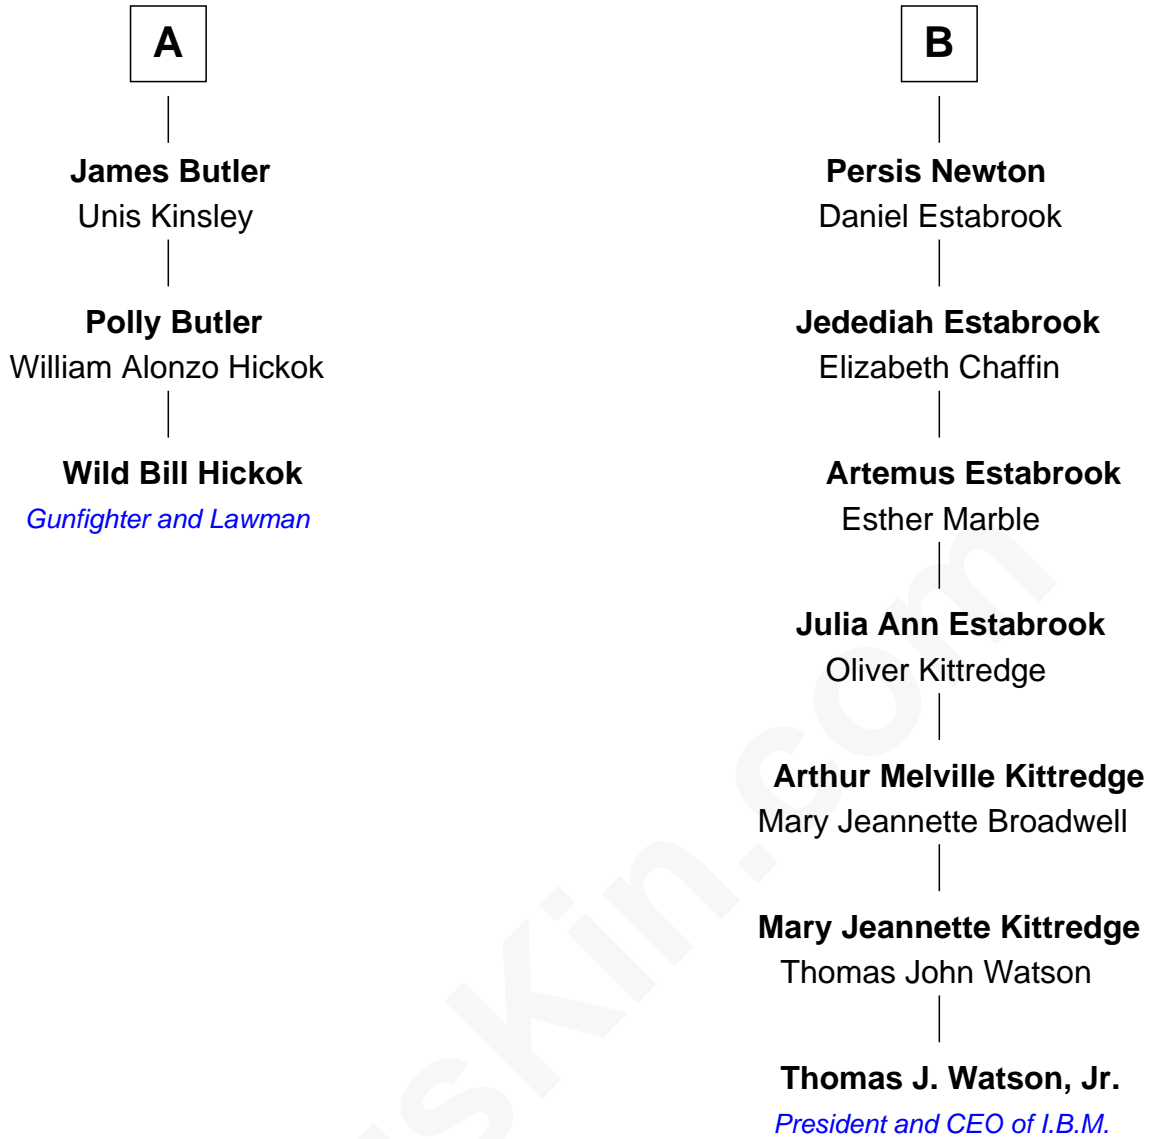 A
James Butler
Unis Kinsley
Polly Butler
William Alonzo Hickok
Wild Bill Hickok
Gunfighter and Lawman
B
Persis Newton
Daniel Estabrook
Jedediah Estabrook
Elizabeth Chaffin
Artemus Estabrook
Esther Marble
Julia Ann Estabrook
Oliver Kittredge
Arthur Melville Kittredge
Mary Jeannette Broadwell
Mary Jeannette Kittredge
Thomas John Watson
Thomas J. Watson, Jr.
President and CEO of I.B.M.
sKin.com